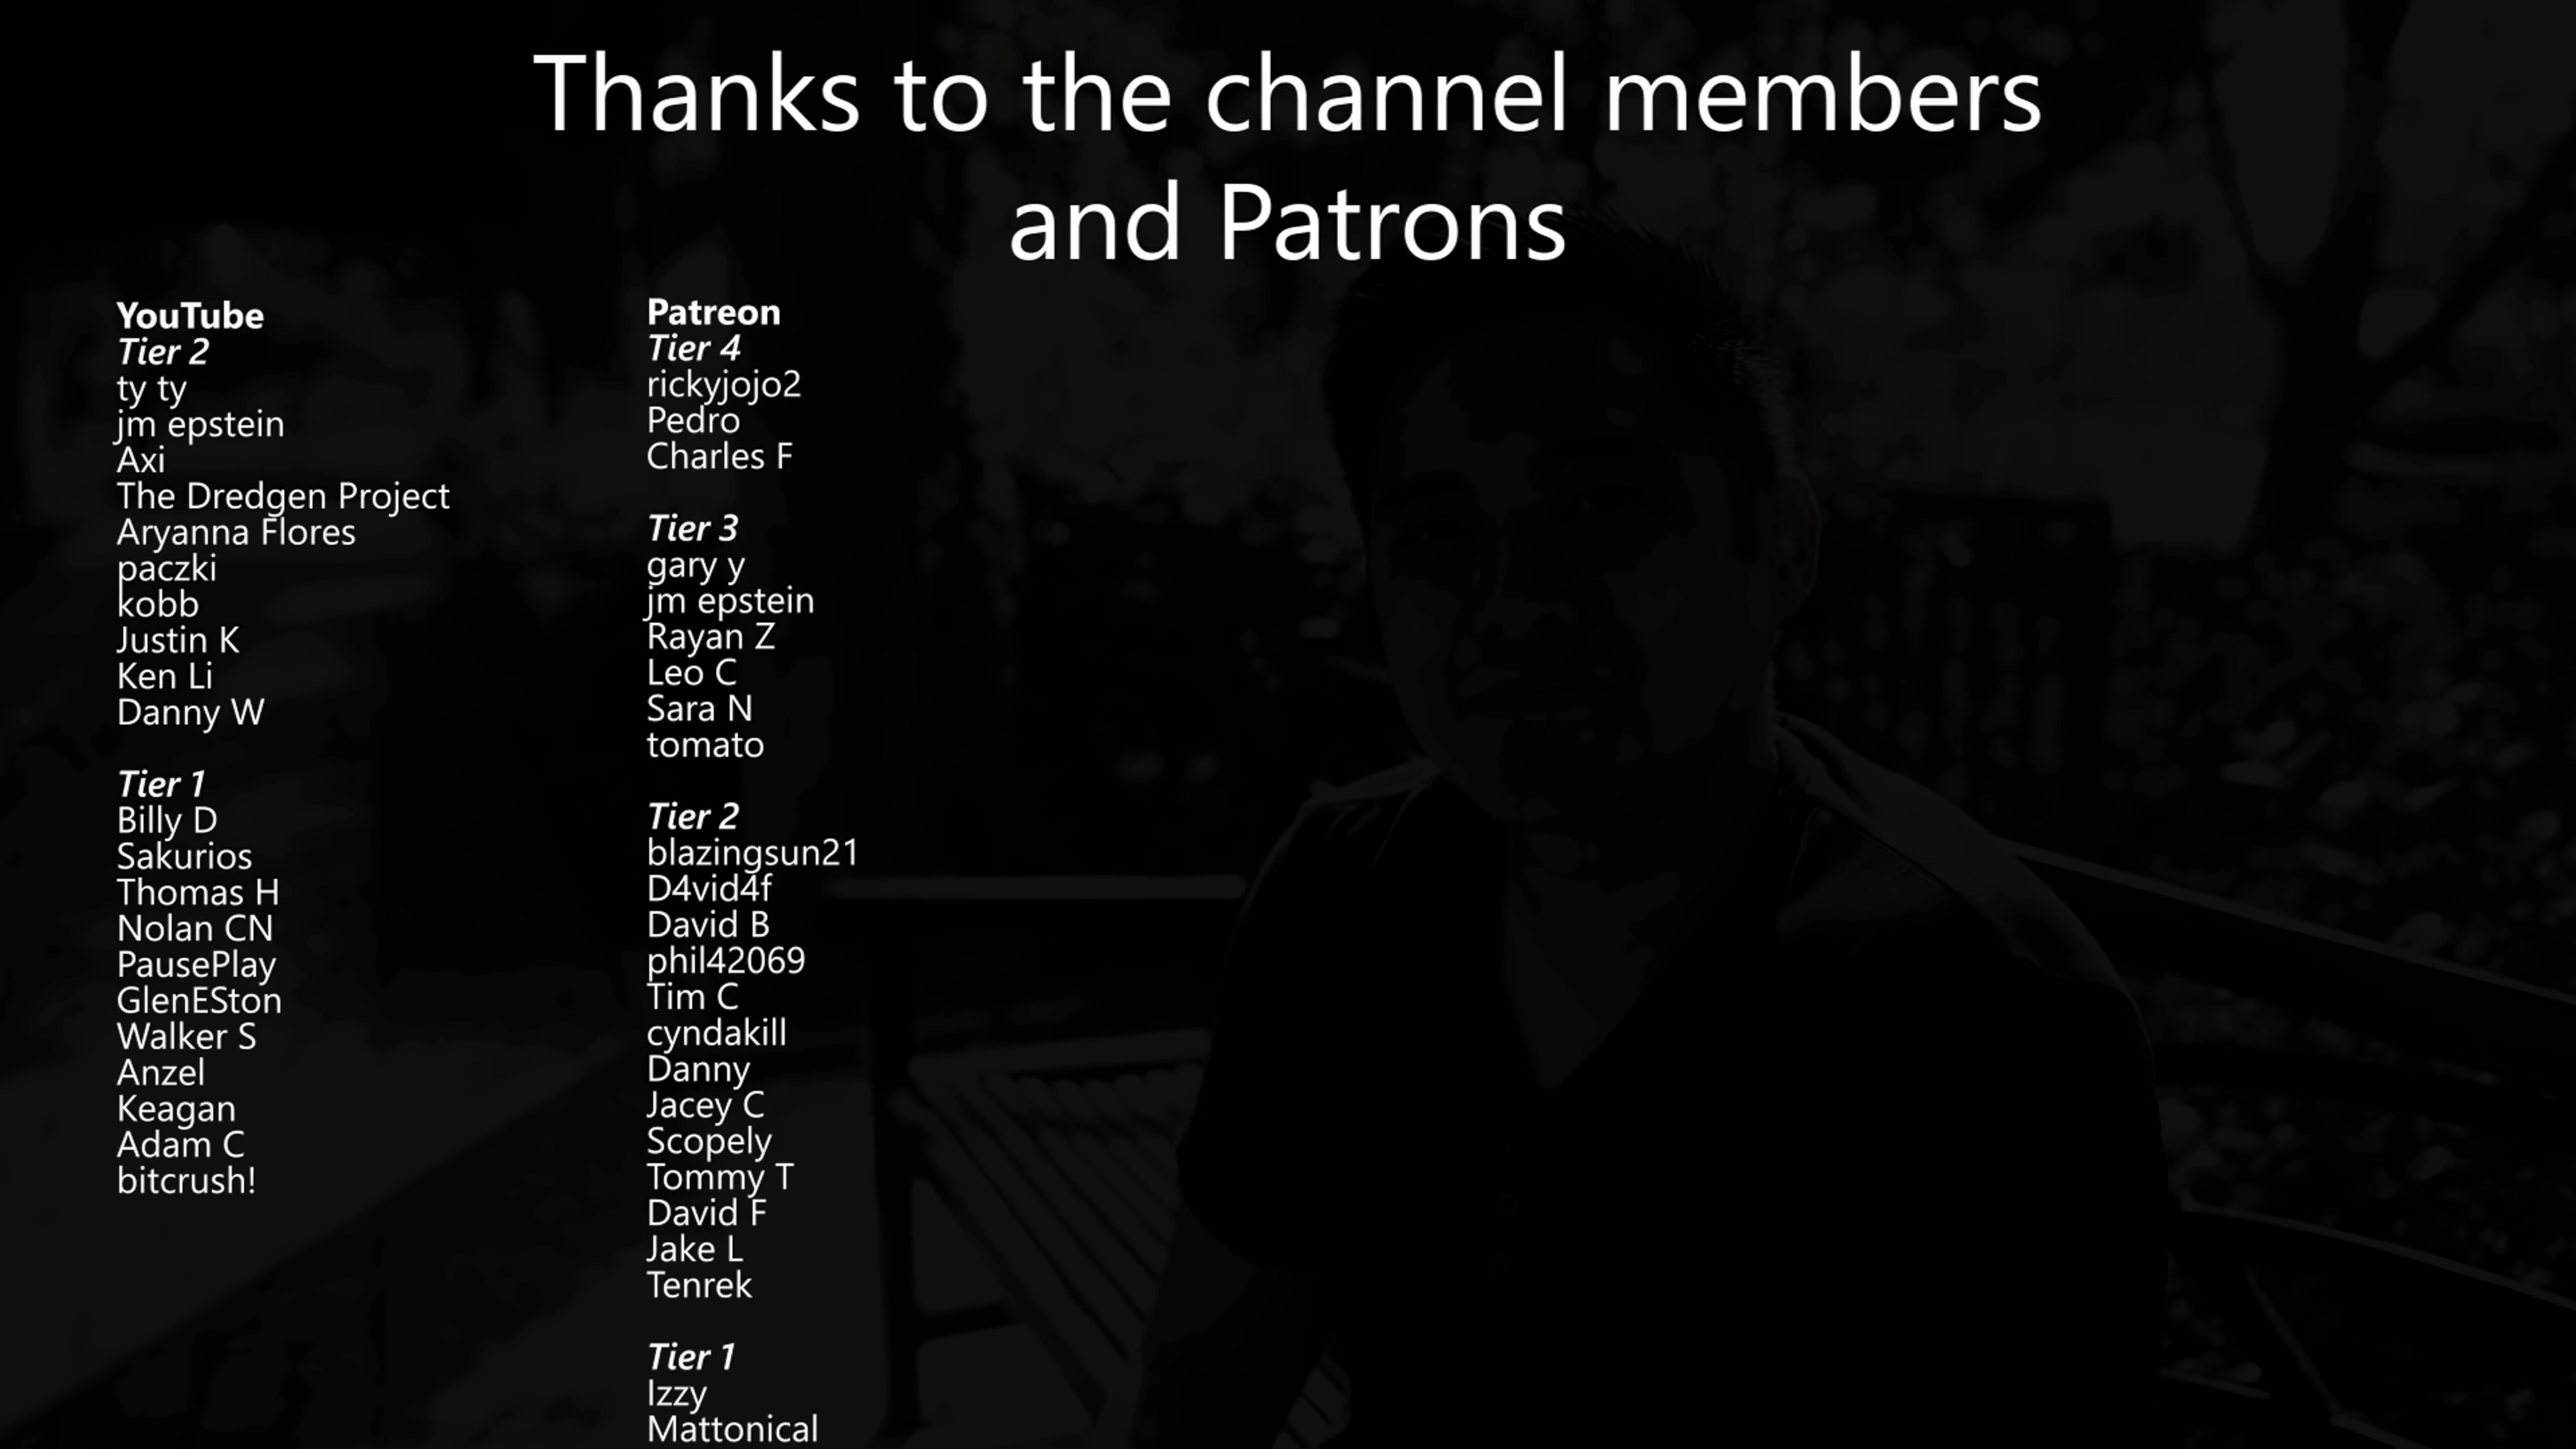 Thanks to the channel members
and Patrons
YouTube
Tier 2
ty ty
jm epstein
Axi
The Dredgen Project
Aryanna Flores
paczki
kobb
Justin K
Ken Li
Danny W
Tier 1
Billy D
Sakurios
Thomas H
Nolan CN
PausePlay
GlenESton
Walker S
Anzel
Keagan
Adam C
bitcrush!
Patreon
Tier 4
rickyjojo2
Pedro
Charles F
Tier 3
gary y
jm epstein
Rayan Z
Leo C
Sara N
tomato
Tier 2
blazingsun21
D4vid4f
David B
phil42069
Tim C
cyndakill
Danny
Jacey C
Scopely
Tommy T
David F
Jake L
Tenrek
Tier 1
Izzy
Mattonical